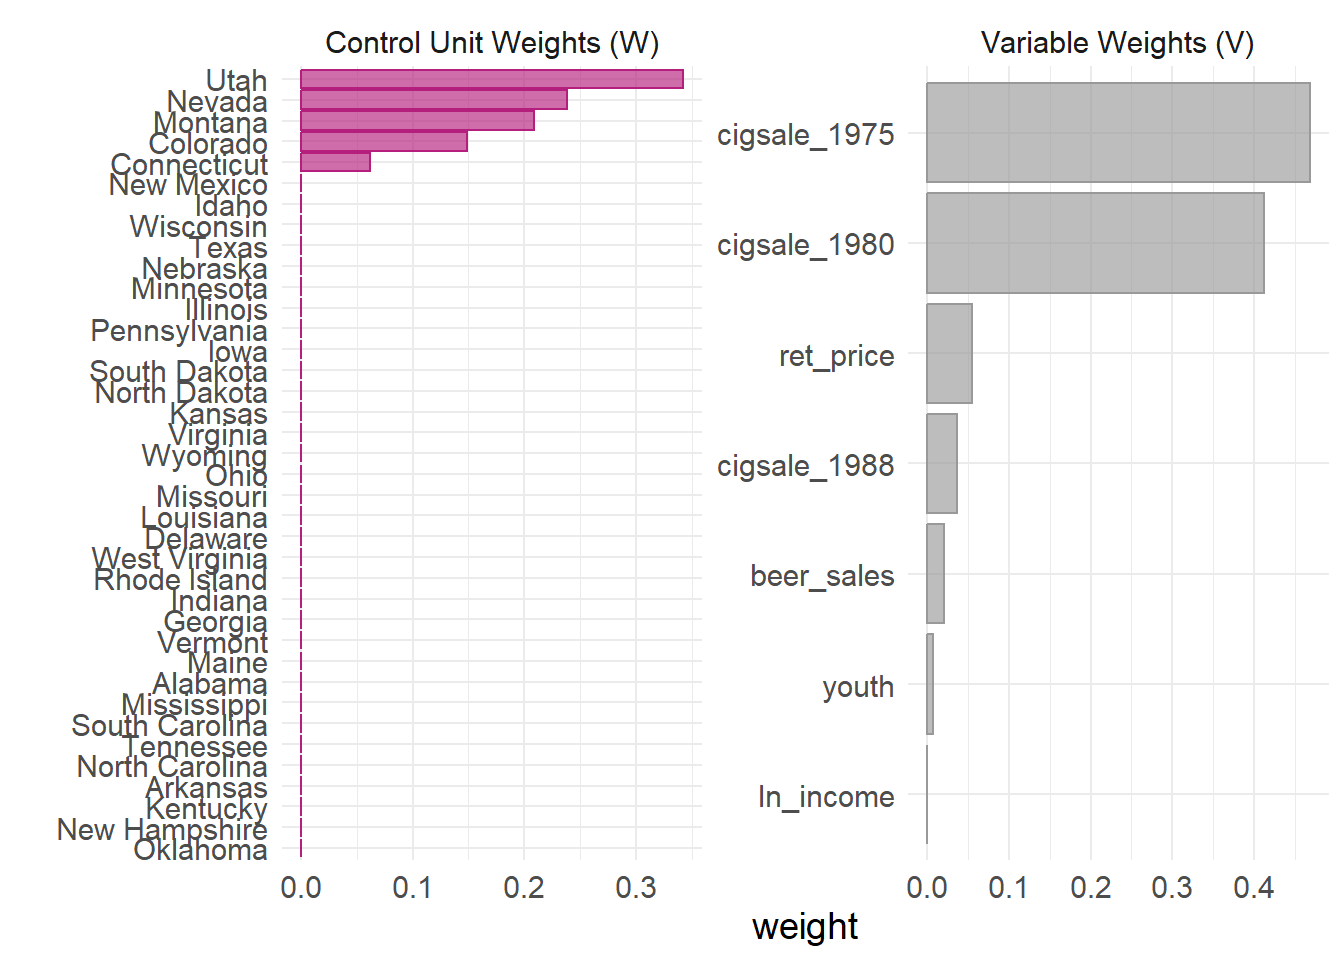 Control Unit Weights (W)
Utah
Nevada
Montana
Colorado
Connecticut
New Mexico
Idaho
Wisconsin
Texas
Nebraska
Minnesota
Illinois
Pennsylvania
Iowa
South Dakota
North Dakota
Kansas
Virginia
Wyoming
Ohio
Missouri
Louisiana
Delaware
West Virginia
Rhode Island
Indiana
Georgia
Vermont
Maine
Alabama
Mississippi
South Carolina
Tennessee
North Carolina
Arkansas
Kentucky
New Hampshire
Oklahoma
0.0 0.1 0.2 0.3
Variable Weights (V)
cigsale_1975
cigsale_1980
ret_price
cigsale_1988
beer_sales
youth
ln_income
0.0 0.1 0.2 0.3 0.4
weight